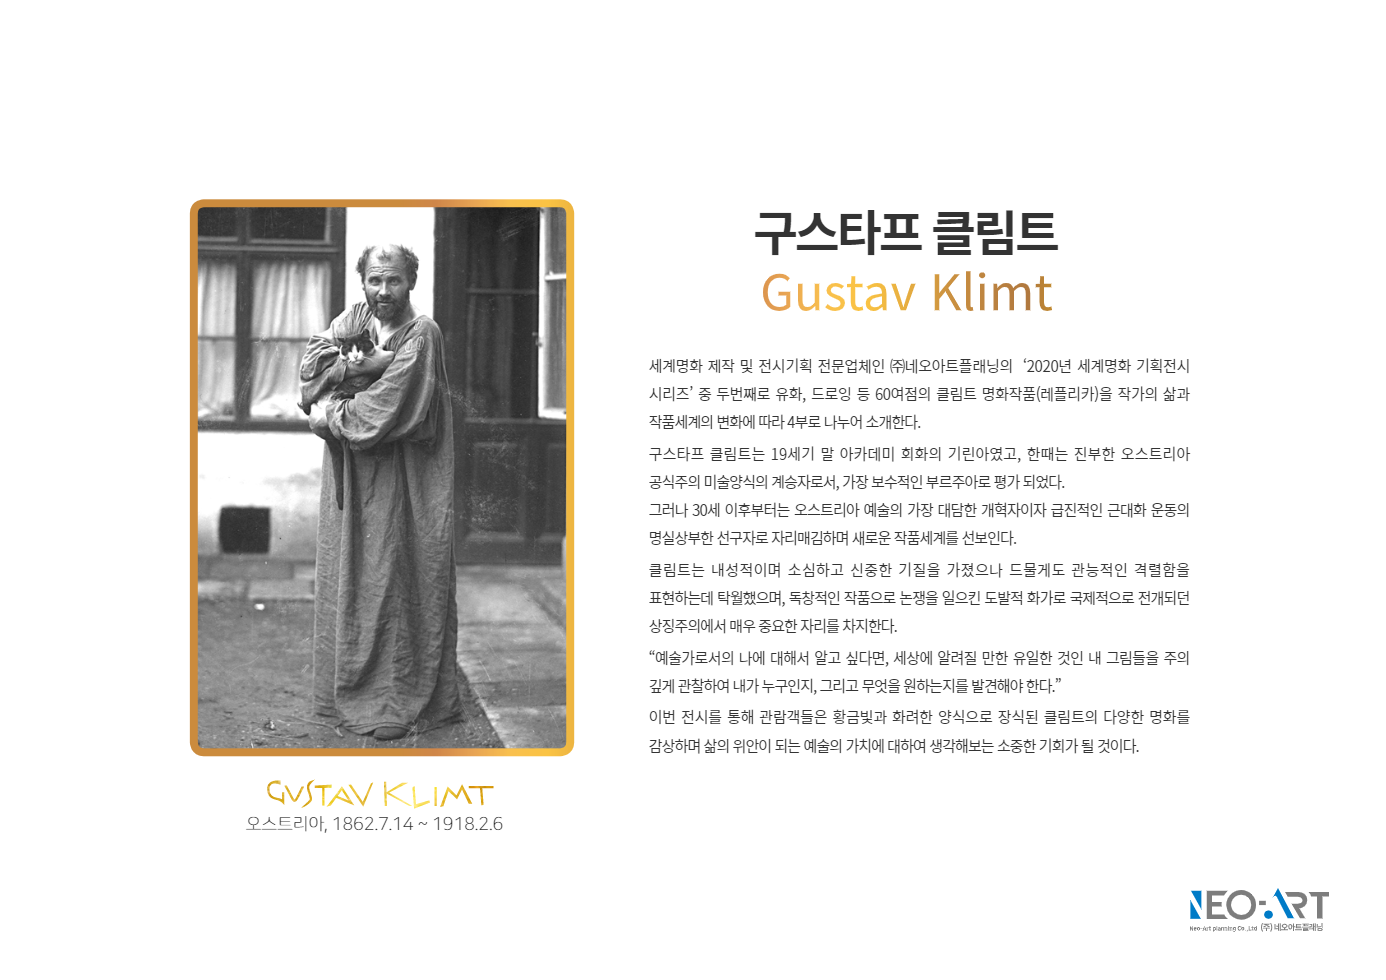 구스타프 클림트
Gustav Klimt
세계명화 제작 및 전시기획 전문업체인 ㈜네오아트플래닝의 ‘2020년 세계명화 기획전시
시리즈’ 중 두번째로 유화, 드로잉 등 60여점의 클림트 명화작품(레플리카)을 작가의 삶과
작품세계의 변화에 따라 4부로 나누어 소개한다.
구스타프 클림트는 19세기 말 아카데미 회화의 기린아였고, 한때는 진부한 오스트리아
공식주의 미술양식의 계승자로서, 가장 보수적인 부르주아로 평가 되었다.
그러나 30세 이후부터는 오스트리아 예술의 가장 대담한 개혁자이자 급진적인 근대화 운동의
명실상부한 선구자로 자리매김하며 새로운 작품세계를 선보인다.
클림트는 내성적이며 소심하고 신중한 기질을 가졌으나 드물게도 관능적인 격렬함을
표현하는데 탁월했으며, 독창적인 작품으로 논쟁을 일으킨 도발적 화가로 국제적으로 전개되던
상징주의에서 매우 중요한 자리를 차지한다.
“예술가로서의 나에 대해서 알고 싶다면, 세상에 알려질 만한 유일한 것인 내 그림들을 주의
깊게 관찰하여 내가 누구인지, 그리고 무엇을 원하는지를 발견해야 한다.”
이번 전시를 통해 관람객들은 황금빛과 화려한 양식으로 장식된 클림트의 다양한 명화를
감상하며 삶의 위안이 되는 예술의 가치에 대하여 생각해보는 소중한 기회가 될 것이다.
GUSTAV KLIMT
오스트리아, 1862.7.14 ~ 1918.2.6
NEO-ART
Neo-Art planning Co.,Ltd (주) 네오아트플래닝